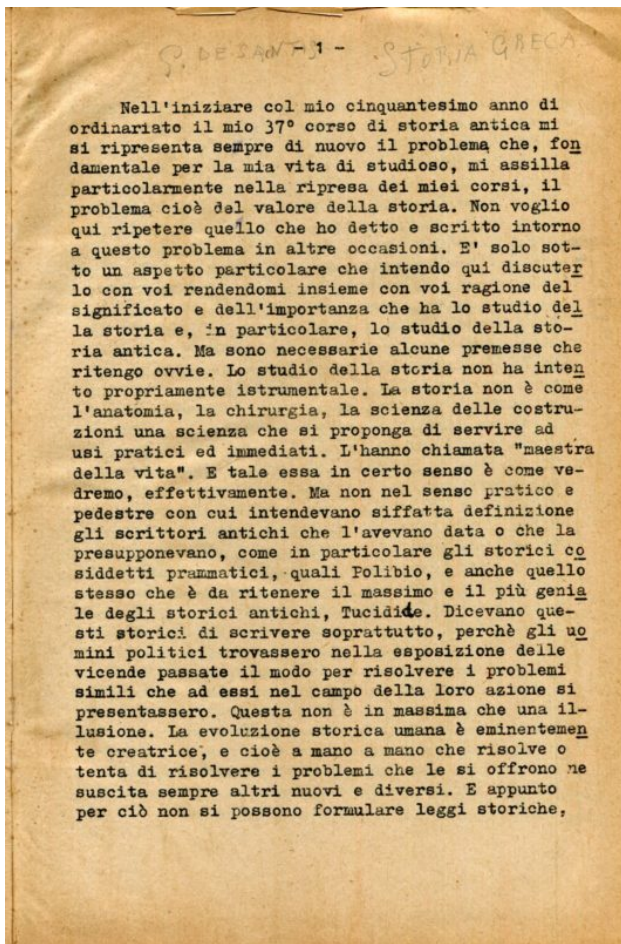 - 1 -
G. DE SANCTIS STORIA GRECA
Nell'iniziare col mio cinquantesimo anno di
ordinariato il mio 37° corso di storia antica mi
si ripresenta sempre di nuovo il problema che, fon
damentale per la mia vita di studioso, mi assilla
particolarmente nella ripresa dei miei corsi, il
problema cioè del valore della storia. Non voglio
qui ripetere quello che ho detto e scritto intorno
a questo problema in altre occasioni. E' solo sot-
to un aspetto particolare che intendo qui discuter
lo con voi rendendomi insieme con voi ragione del
significato e dell'importanza che ha lo studio del
la storia e, in particolare, lo studio della sto-
ria antica. Ma sono necessarie alcune premesse che
ritengo ovvie. Lo studio della storia non ha inten
to propriamente istrumentale. La storia non è come
l'anatomia, la chirurgia, la scienza delle costru-
zioni una scienza che si proponga di servire ad
usi pratici ed immediati. L'hanno chiamata "maestra
della vita". E tale essa in certo senso è come ve-
dremo, effettivamente. Ma non nel senso pratico e
pedestre con cui intendevano siffatta definizione
gli scrittori antichi che l'avevano data o che la
presupponevano, come in particolare gli storici co
siddetti prammatici, quali Polibio, e anche quello
stesso che è da ritenere il massimo e il più genia
le degli storici antichi, Tucidide. Dicevano que-
sti storici di scrivere soprattutto, perchè gli uo
mini politici trovassero nella esposizione delle
vicende passate il modo per risolvere i problemi
simili che ad essi nel campo della loro azione si
presentassero. Questa non è in massima che una il-
lusione. La evoluzione storica umana è eminentemen
te creatrice, e cioè a mano a mano che risolve o
tenta di risolvere i problemi che le si offrono ne
suscita sempre altri nuovi e diversi. E appunto
per ciò non si possono formulare leggi storiche,